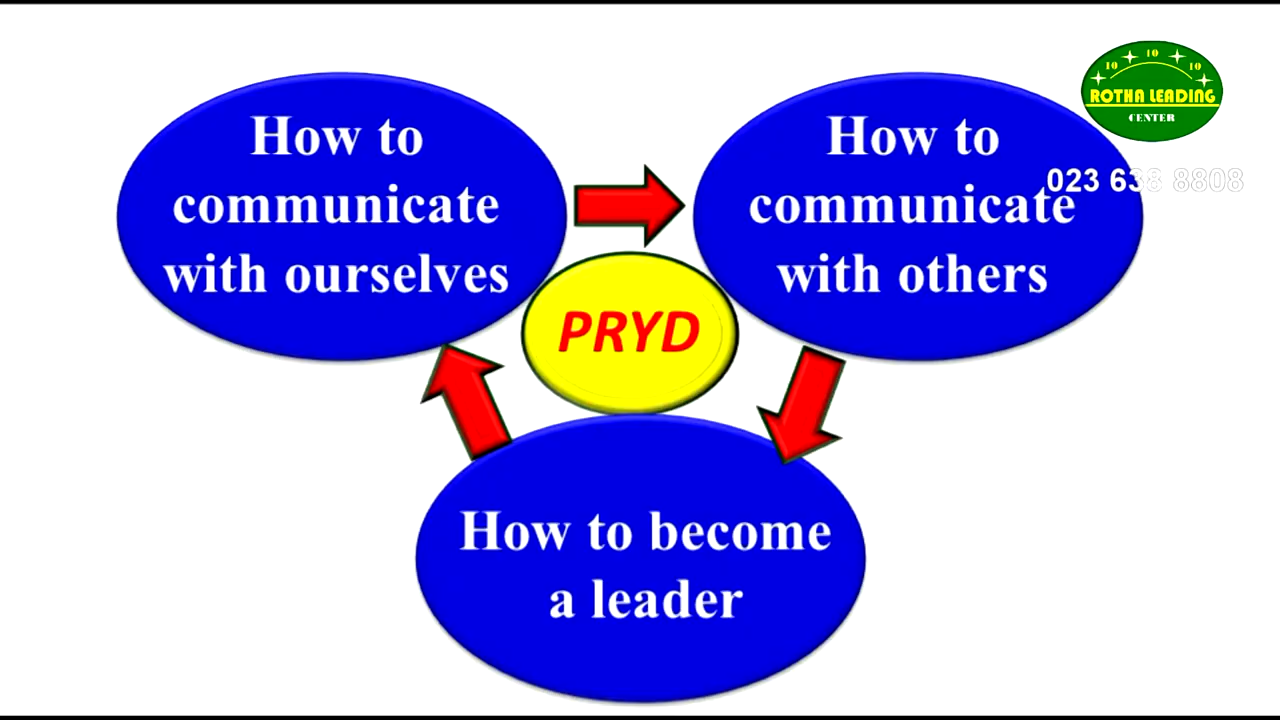 How to
communicate
with ourselves
How to
communicate
with others
PRYD
How to become
a leader
10 10 10
ROTHA LEADING
CENTER
023 638 8808